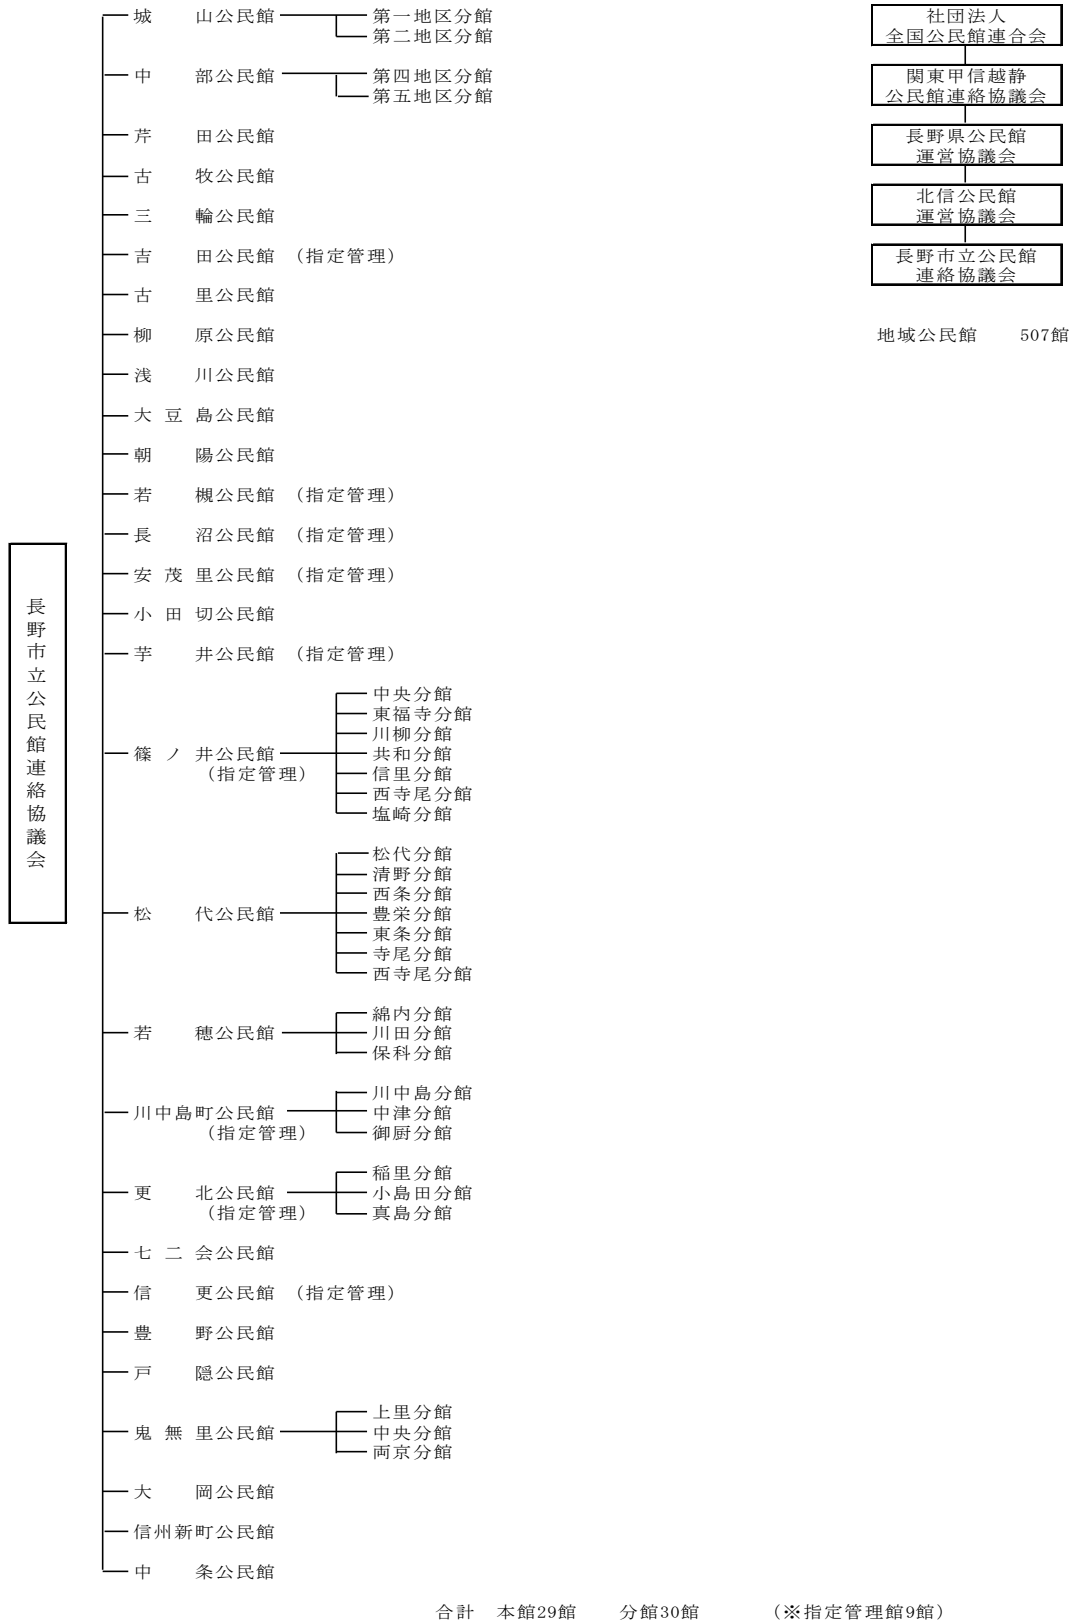 城　山公民館　第一地区分館
第二地区分館
中　部公民館　第四地区分館
第五地区分館
芹　田公民館
古　牧公民館
三　輪公民館
吉　田公民館（指定管理）
古　里公民館
柳　原公民館
浅　川公民館
大豆島公民館
朝　陽公民館
若　槻公民館（指定管理）
長　沼公民館（指定管理）
安茂里公民館（指定管理）
小田切公民館
芋　井公民館（指定管理）
篠ノ井公民館
（指定管理）
中央分館
東福寺分館
川柳分館
共和分館
信里分館
西寺尾分館
塩崎分館
松　代公民館
松代分館
清野分館
西条分館
豊栄分館
東条分館
寺尾分館
西寺尾分館
若　穂公民館
綿内分館
川田分館
保科分館
川中島町公民館
（指定管理）
川中島分館
中津分館
御厨分館
更　北公民館
（指定管理）
稲里分館
小島田分館
真島分館
七二会公民館
信　更公民館（指定管理）
豊　野公民館
戸　隠公民館
鬼無里公民館
上里分館
中央分館
両京分館
大　岡公民館
信州新町公民館
中　条公民館
長野市立公民館連絡協議会
社団法人
全国公民館連合会
関東甲信越静
公民館連絡協議会
長野県公民館
運営協議会
北信公民館
運営協議会
長野市立公民館
連絡協議会
地域公民館　507館
合計　本館29館　分館30館　（※指定管理館9館）